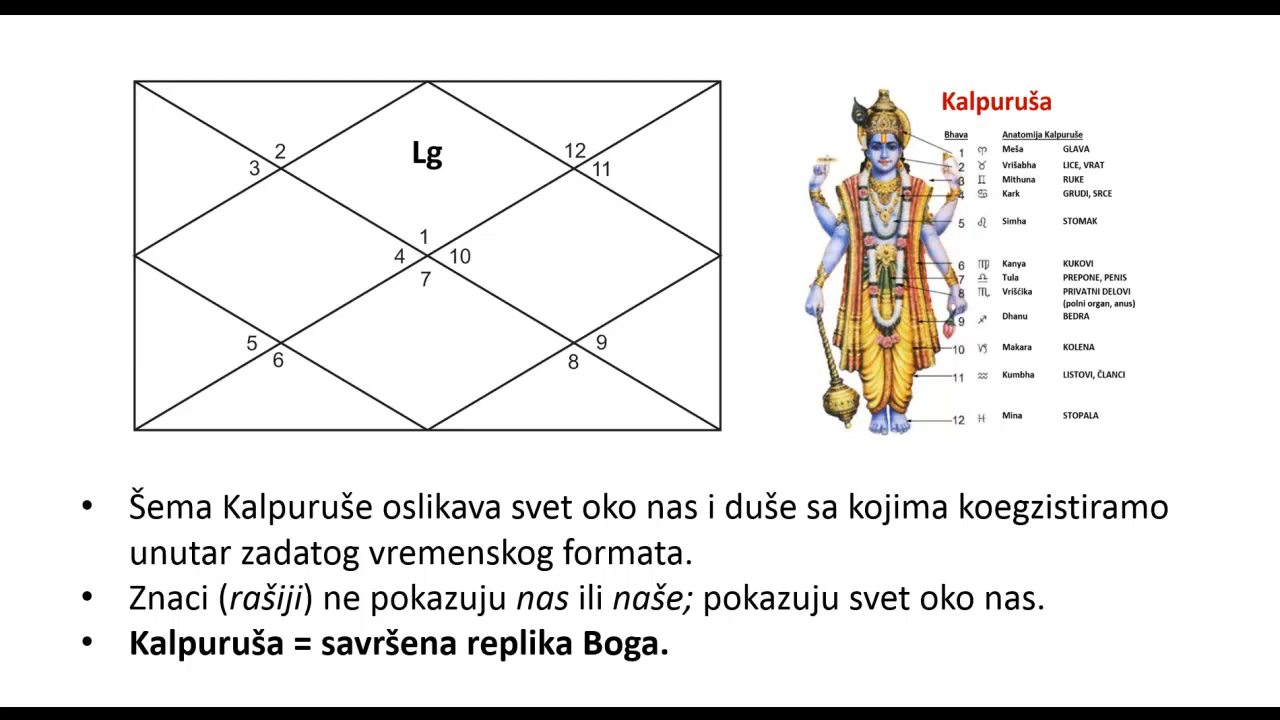 Lg
2
3
12
11
1
4
10
7
5
6
9
8
Kalpuruša
Bhava Anatomija Kalpuruše
1 ♈ Meša GLAVA
2 ♉ Vrišabha LICE, VRAT
3 ♊ Mithuna RUKE
4 ♋ Kark GRUDI, SRCE
5 ♌ Simha STOMAK
6 ♍ Kanya KUKOVI
7 ♎ Tula PREPONE, PENIS
8 ♏ Vrišćika PRIVATNI DELOVI
(polni organ, anus)
9 ♐ Dhanu BEDRA
10 ♑ Makara KOLENA
11 ♒ Kumbha LISTOVI, ČLANCI
12 ♓ Mina STOPALA
• Šema Kalpuruše oslikava svet oko nas i duše sa kojima koegzistiramo
unutar zadatog vremenskog formata.
• Znaci (rašiji) ne pokazuju nas ili naše; pokazuju svet oko nas.
• Kalpuruša = savršena replika Boga.